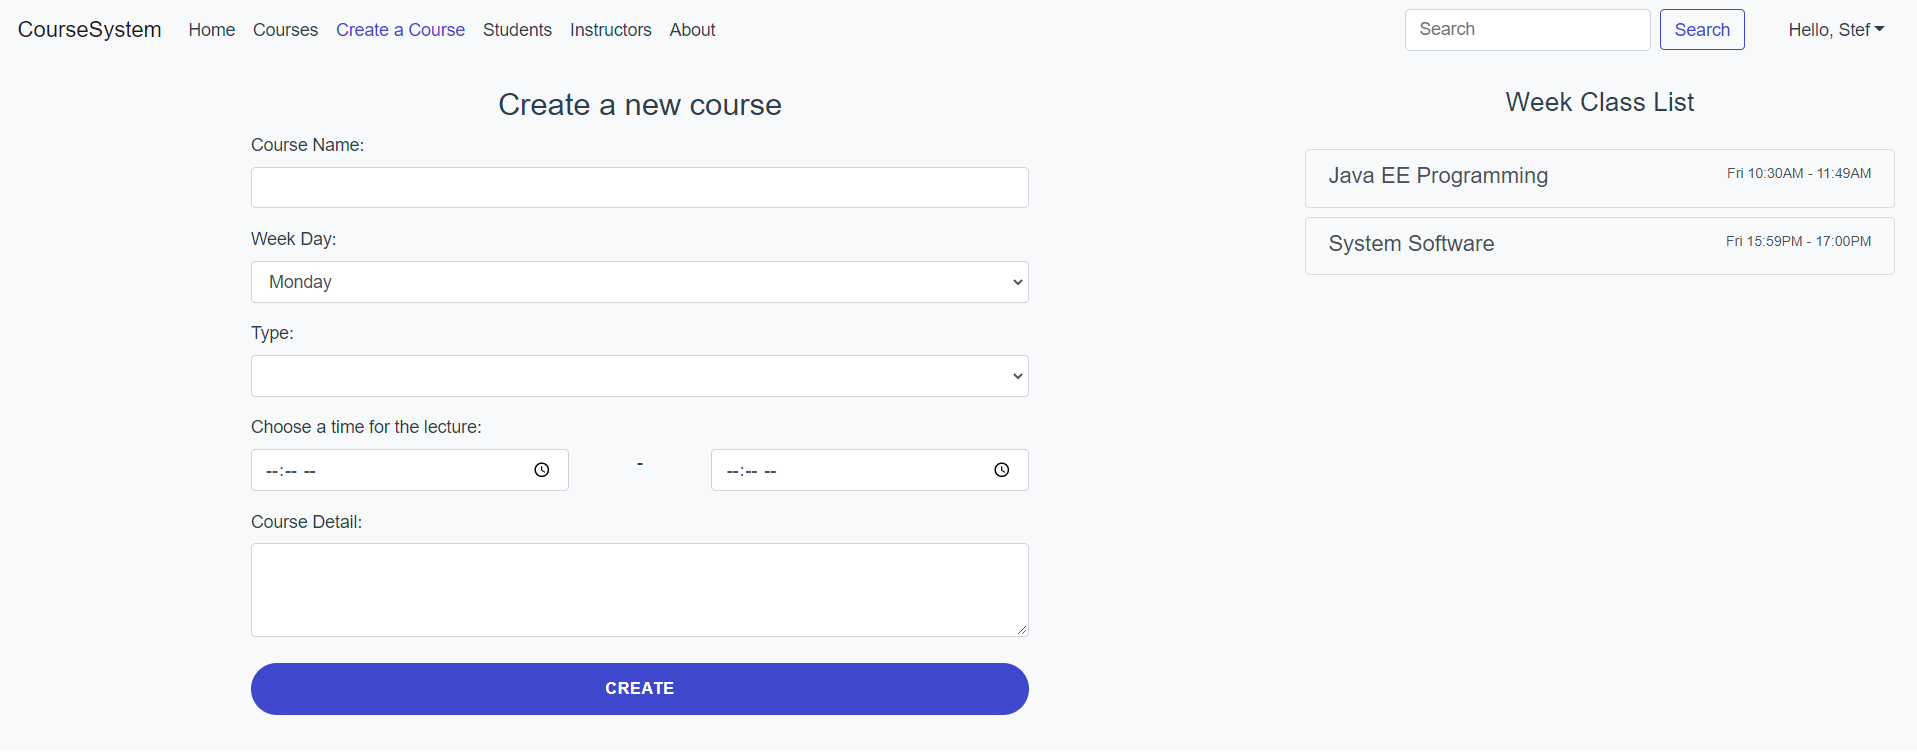 CourseSystem Home Courses Create a Course Students Instructors About Search Search Hello, Stef
Create a new course
Course Name:
Week Day:
Monday
Type:
Choose a time for the lecture:
--:-- -- - --:-- --
Course Detail:
CREATE
Week Class List
Java EE Programming Fri 10:30AM - 11:49AM
System Software Fri 15:59PM - 17:00PM